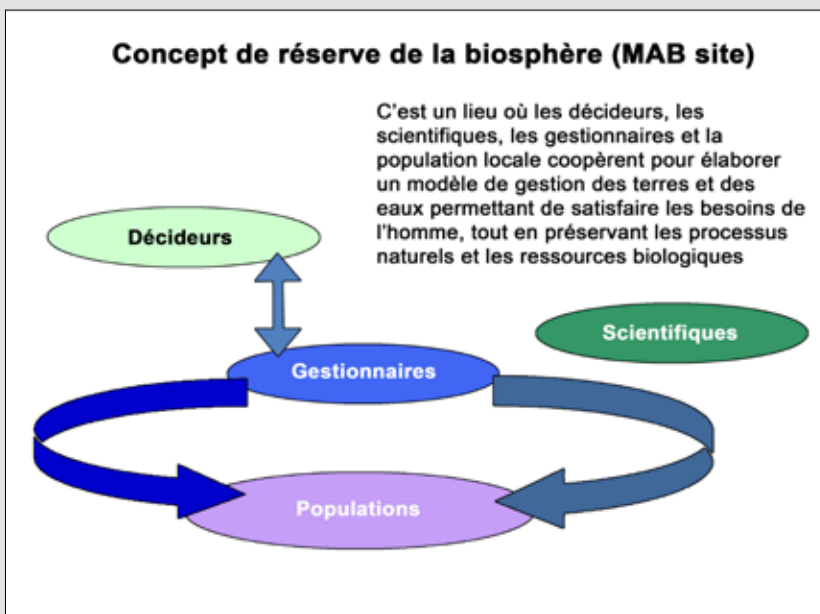 Concept de réserve de la biosphère (MAB site)
C'est un lieu où les décideurs, les
scientifiques, les gestionnaires et la
population locale coopèrent pour élaborer
un modèle de gestion des terres et des
eaux permettant de satisfaire les besoins de
l'homme, tout en préservant les processus
naturels et les ressources biologiques
Décideurs
Scientifiques
Gestionnaires
Populations